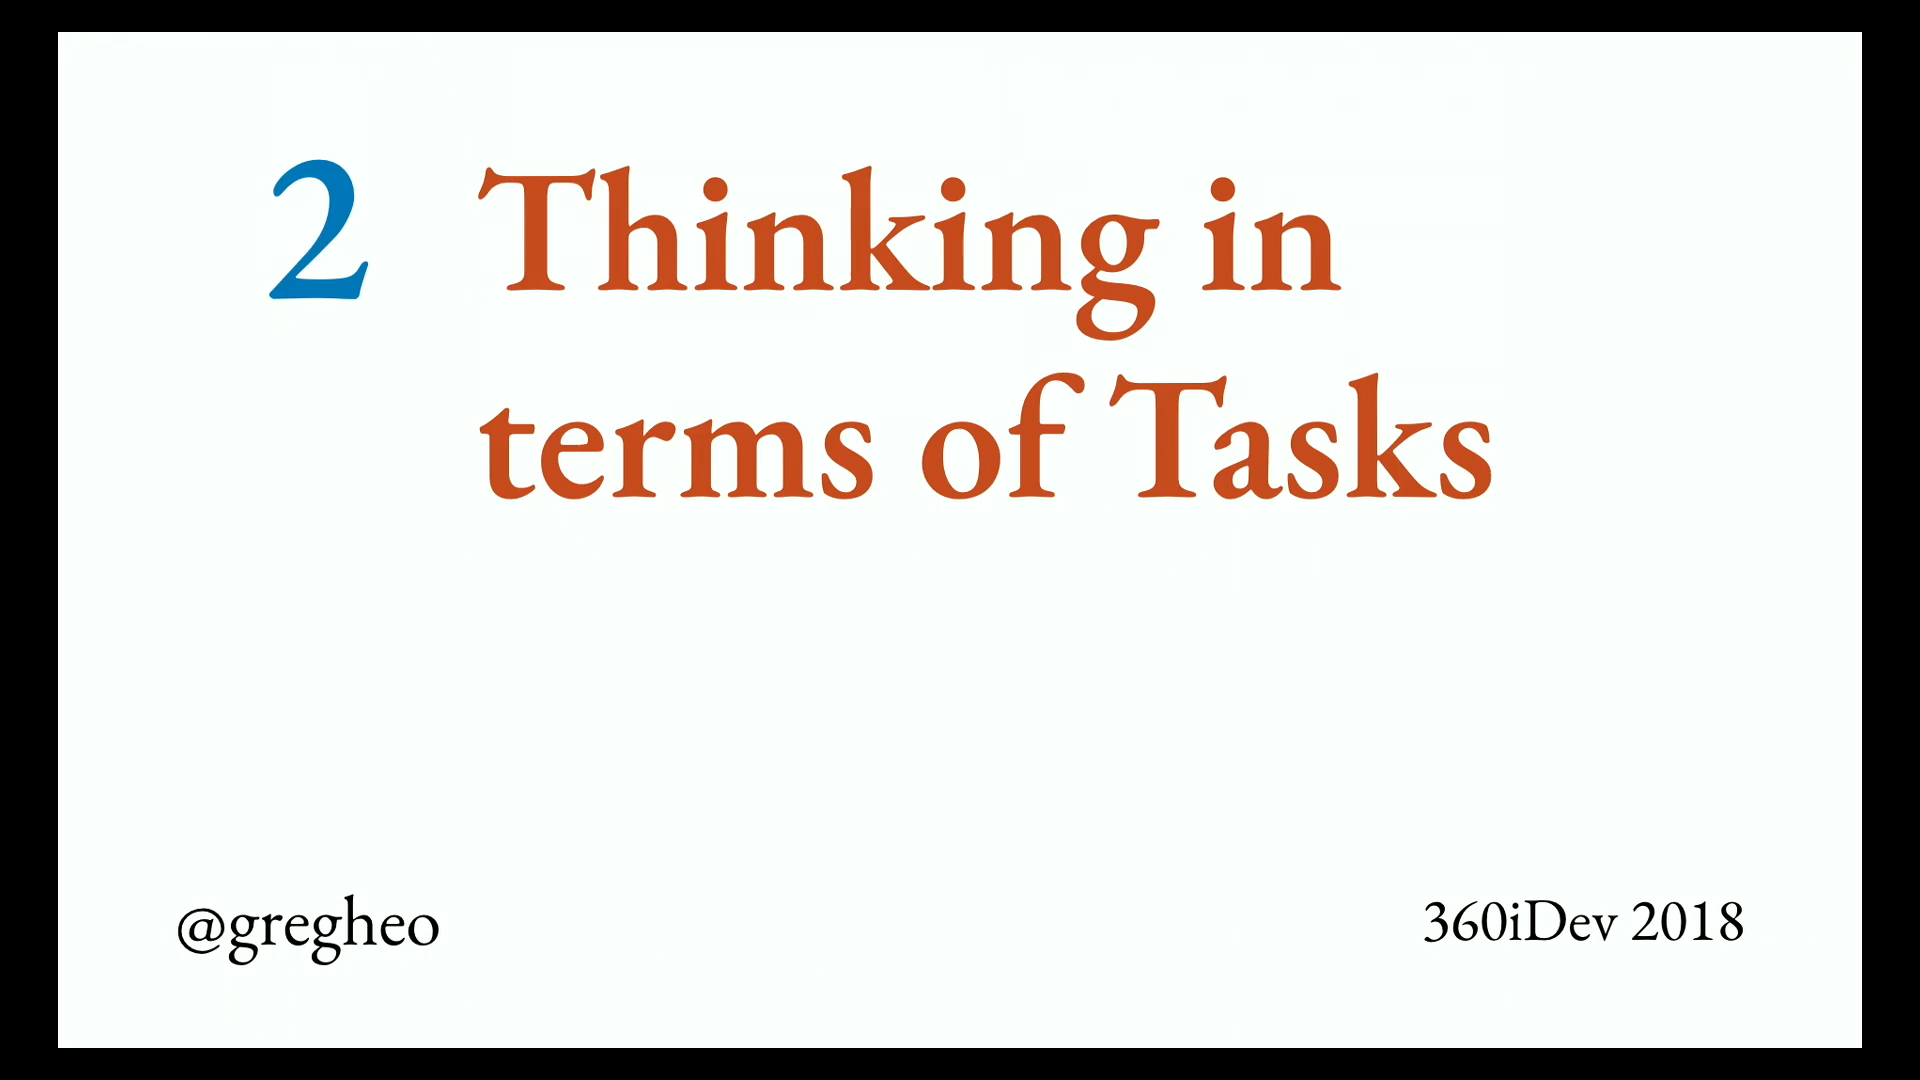 2 Thinking in
terms of Tasks
@gregheo
360iDev 2018